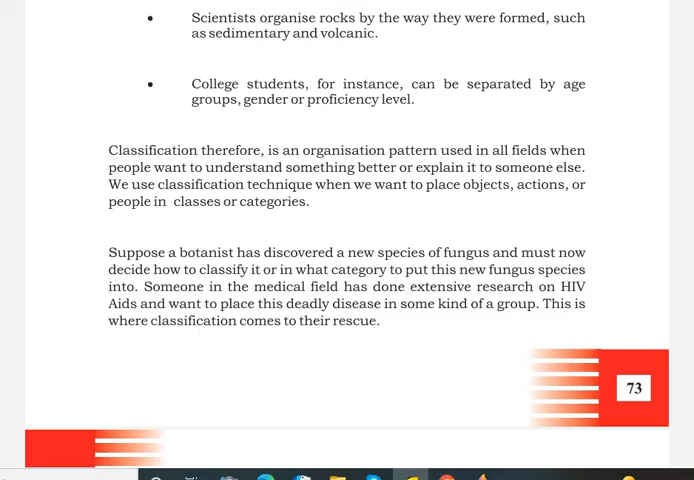 • Scientists organise rocks by the way they were formed, such
as sedimentary and volcanic.
• College students, for instance, can be separated by age
groups, gender or proficiency level.
Classification therefore, is an organisation pattern used in all fields when
people want to understand something better or explain it to someone else.
We use classification technique when we want to place objects, actions, or
people in classes or categories.
Suppose a botanist has discovered a new species of fungus and must now
decide how to classify it or in what category to put this new fungus species
into. Someone in the medical field has done extensive research on HIV
Aids and want to place this deadly disease in some kind of a group. This is
where classification comes to their rescue.
73